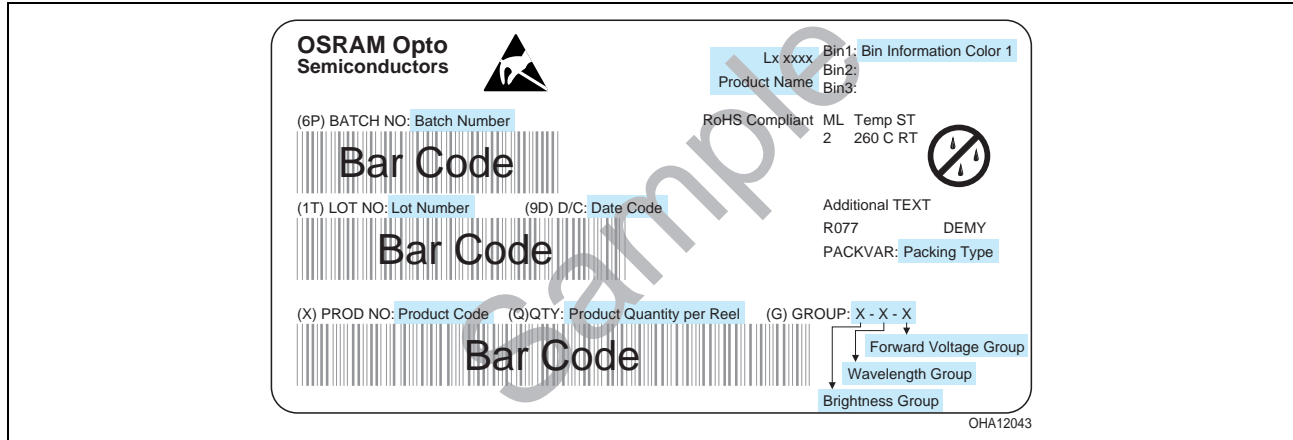 OSRAM Opto
Semiconductors
Lx xxxx
Product Name
Bin1: Bin Information Color 1
Bin2:
Bin3:
(6P) BATCH NO: Batch Number
Bar Code
RoHS Compliant ML Temp ST
2 260 C RT
(1T) LOT NO: Lot Number (9D) D/C: Date Code
Bar Code
Additional TEXT
R077 DEMY
PACKVAR: Packing Type
(X) PROD NO: Product Code (Q)QTY: Product Quantity per Reel (G) GROUP: X - X - X
Bar Code
Forward Voltage Group
Wavelength Group
Brightness Group
Sample
OHA12043